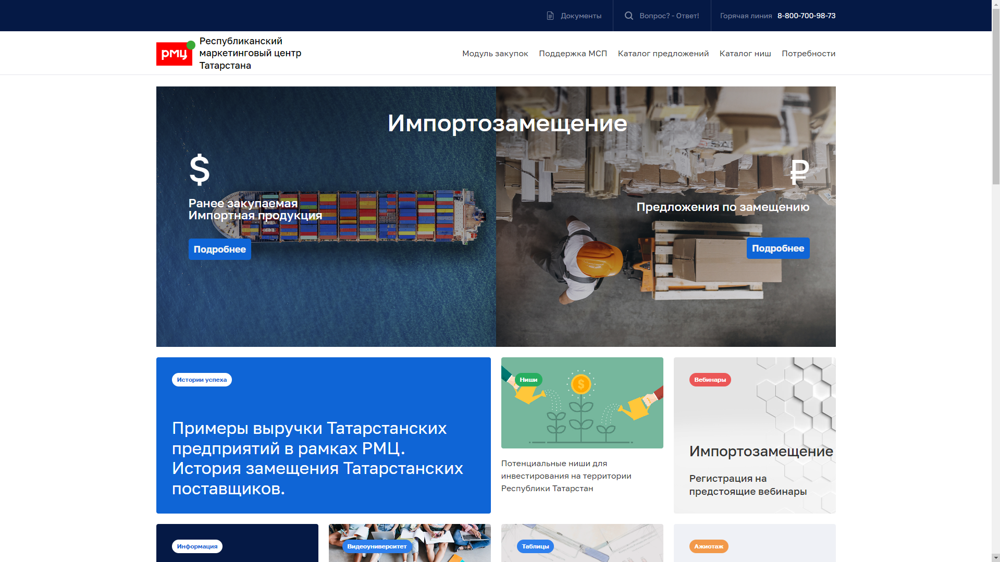 Документы
Вопрос? - Ответ!
Горячая линия 8-800-700-98-73
рмц
Республиканский
маркетинговый центр
Татарстана
Модуль закупок
Поддержка МСП
Каталог предложений
Каталог ниш
Потребности
Импортозамещение
$
Ранее закупаемая
Импортная продукция
Подробнее
₽
Предложения по замещению
Подробнее
Истории успеха
Примеры выручки Татарстанских
предприятий в рамках РМЦ.
История замещения Татарстанских
поставщиков.
Ниши
$
Потенциальные ниши для
инвестирования на территории
Республики Татарстан
Вебинары
Импортозамещение
Регистрация на
предстоящие вебинары
Информация
Видеоуниверситет
Таблицы
Ажиотаж